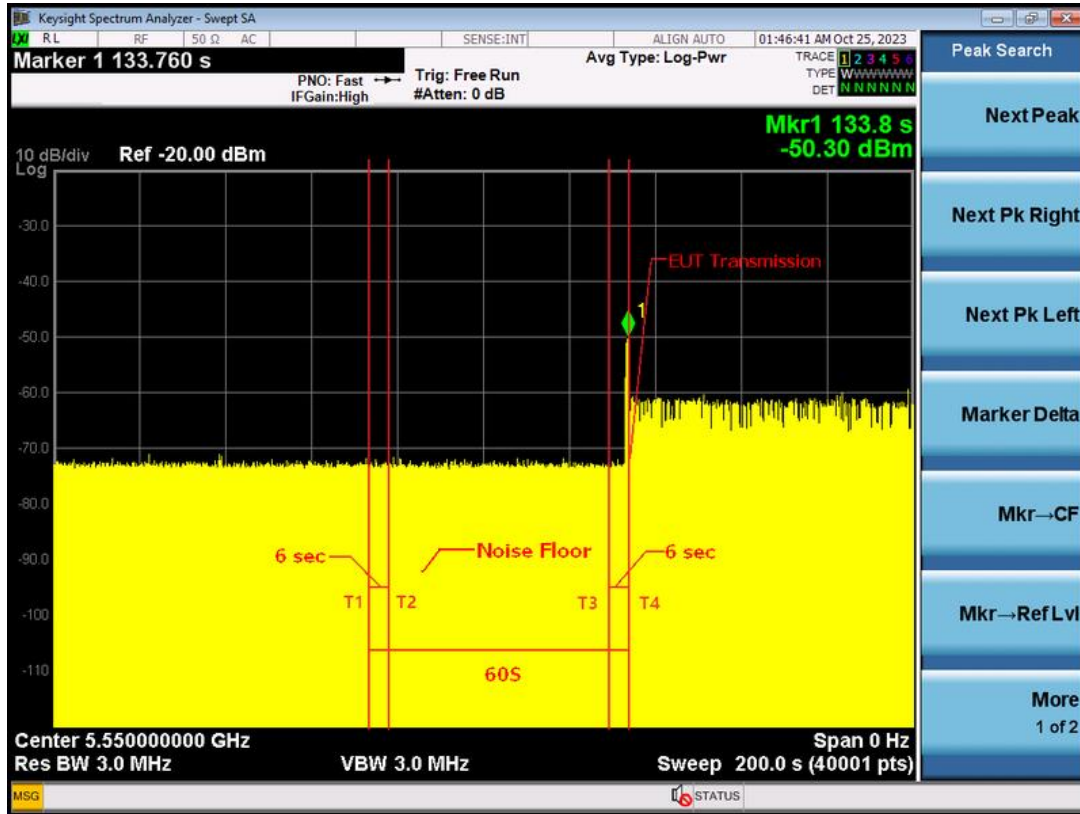 Keysight Spectrum Analyzer - Swept SA
LXI RL RF 50 Ω AC SENSE:INT ALIGN AUTO 01:46:41 AM Oct 25, 2023
Marker 1 133.760 s
PNO: Fast
IFGain:High
Trig: Free Run
#Atten: 0 dB
Avg Type: Log-Pwr
TRACE 1 2 3 4 5 6
TYPE WWWWWWW
DET N N N N N N
Mkr1 133.8 s
-50.30 dBm
10 dB/div Ref -20.00 dBm
Log
-30.0
-40.0
-50.0
-60.0
-70.0
-80.0
-90.0
-100
-110
EUT Transmission
1
6 sec
Noise Floor
6 sec
T1 T2 T3 T4
60S
Center 5.550000000 GHz Span 0 Hz
Res BW 3.0 MHz VBW 3.0 MHz Sweep 200.0 s (40001 pts)
MSG STATUS
Peak Search
Next Peak
Next Pk Right
Next Pk Left
Marker Delta
Mkr→CF
Mkr→Ref Lvl
More
1 of 2